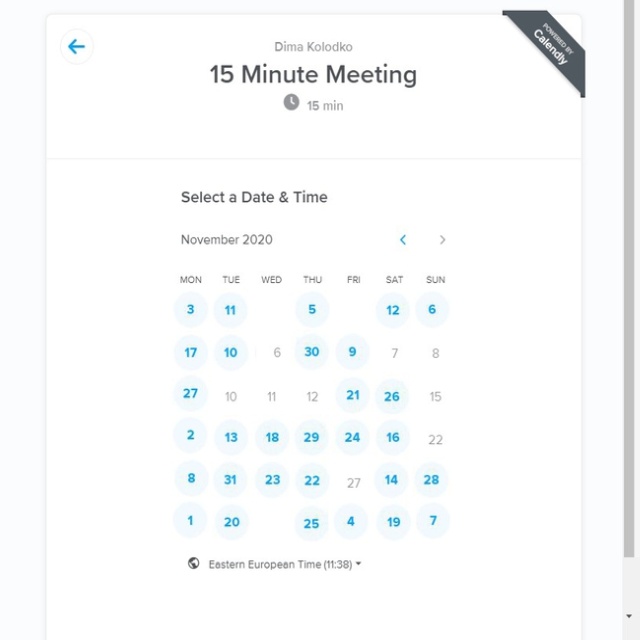 POWERED BY
Calendly
Dima Kolodko
15 Minute Meeting
15 min
Select a Date & Time
November 2020
MON TUE WED THU FRI SAT SUN
3 11 5 12 6
17 10 6 30 9 7 8
27 10 11 12 21 26 15
2 13 18 29 24 16 22
8 31 23 22 27 14 28
1 20 25 4 19 7
Eastern European Time (11:38)